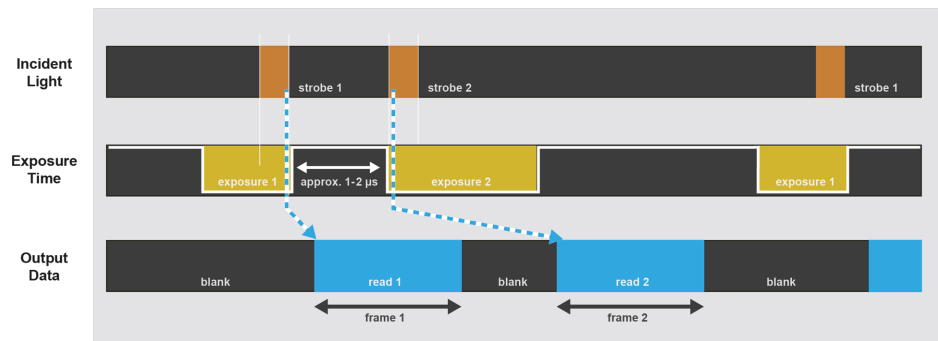 Incident
Light
strobe 1
strobe 2
strobe 1
Exposure
Time
exposure 1
approx. 1-2 µs
exposure 2
exposure 1
Output
Data
blank
read 1
blank
read 2
blank
frame 1
frame 2